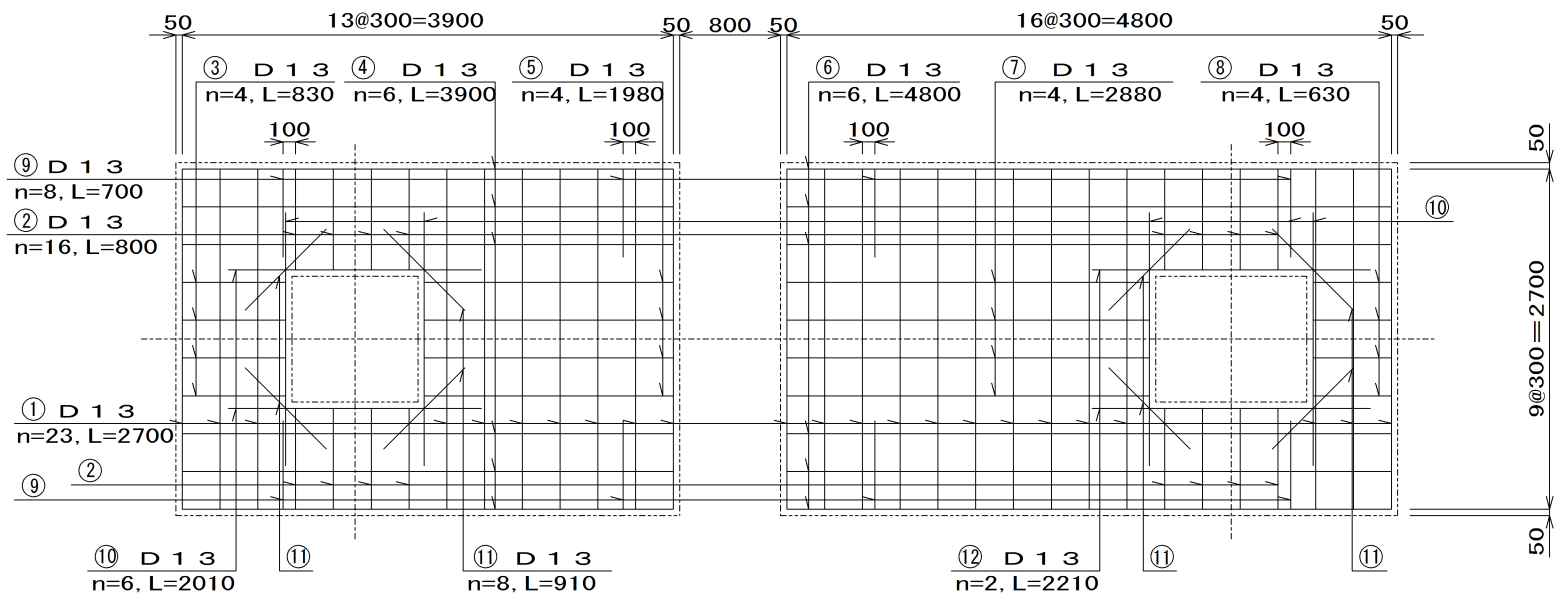 50 13@300=3900 50 800 50 16@300=4800 50
③ D13 ④ D13 ⑤ D13 ⑥ D13 ⑦ D13 ⑧ D13
n=4, L=830 n=6, L=3900 n=4, L=1980 n=6, L=4800 n=4, L=2880 n=4, L=630
100 100 100 100
50
⑨ D13
n=8, L=700
② D13 ⑩
n=16, L=800
9@300=2700
① D13
n=23, L=2700
②
⑨
50
⑩ D13 ⑪ ⑪ D13 ⑫ D13 ⑪ ⑪
n=6, L=2010 n=8, L=910 n=2, L=2210